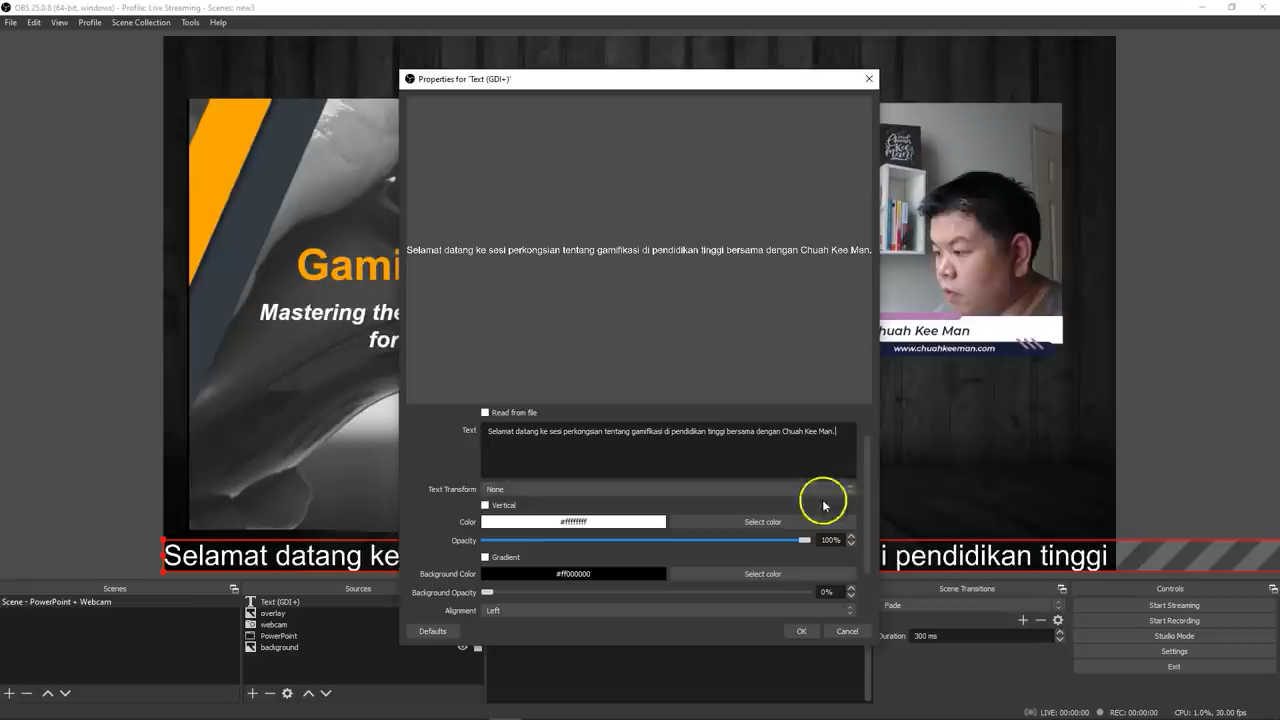 OBS 25.0.8 (64-bit, windows) - Profile: Live Streaming - Scenes: new3
File Edit View Profile Scene Collection Tools Help
Properties for 'Text (GDI+)'
Selamat datang ke sesi perkongsian tentang gamifikasi di pendidikan tinggi bersama dengan Chuah Kee Man.
Gami
Mastering the
for
huah Kee Man
www.chuahkeeman.com
Read from file
Text Selamat datang ke sesi perkongsian tentang gamifikasi di pendidikan tinggi bersama dengan Chuah Kee Man.
Text Transform None
Vertical
Color #ffffffff Select color
Opacity 100%
Gradient
Background Color #ff000000 Select color
Background Opacity 0%
Alignment Left
Defaults OK Cancel
Selamat datang ke
i pendidikan tinggi
Scenes Sources Scene Transitions Controls
Scene - PowerPoint + Webcam
Text (GDI+)
overlay
webcam
PowerPoint
background
Fade
Duration 300 ms
Start Streaming
Start Recording
Studio Mode
Settings
Exit
LIVE: 00:00:00 REC: 00:00:00 CPU: 1.0%, 30.00 fps